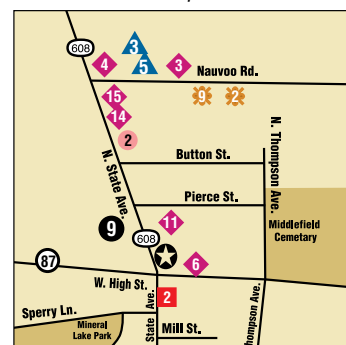 608
3
4
5
3
Nauvoo Rd.
15
9
2
14
2
N. State Ave.
N. Thompson Ave.
Button St.
Pierce St.
9
11
608
Middlefield
Cemetery
87
6
W. High St.
2
Sperry Ln.
Mineral
Lake Park
State Ave.
Mill St.
Thompson Ave.